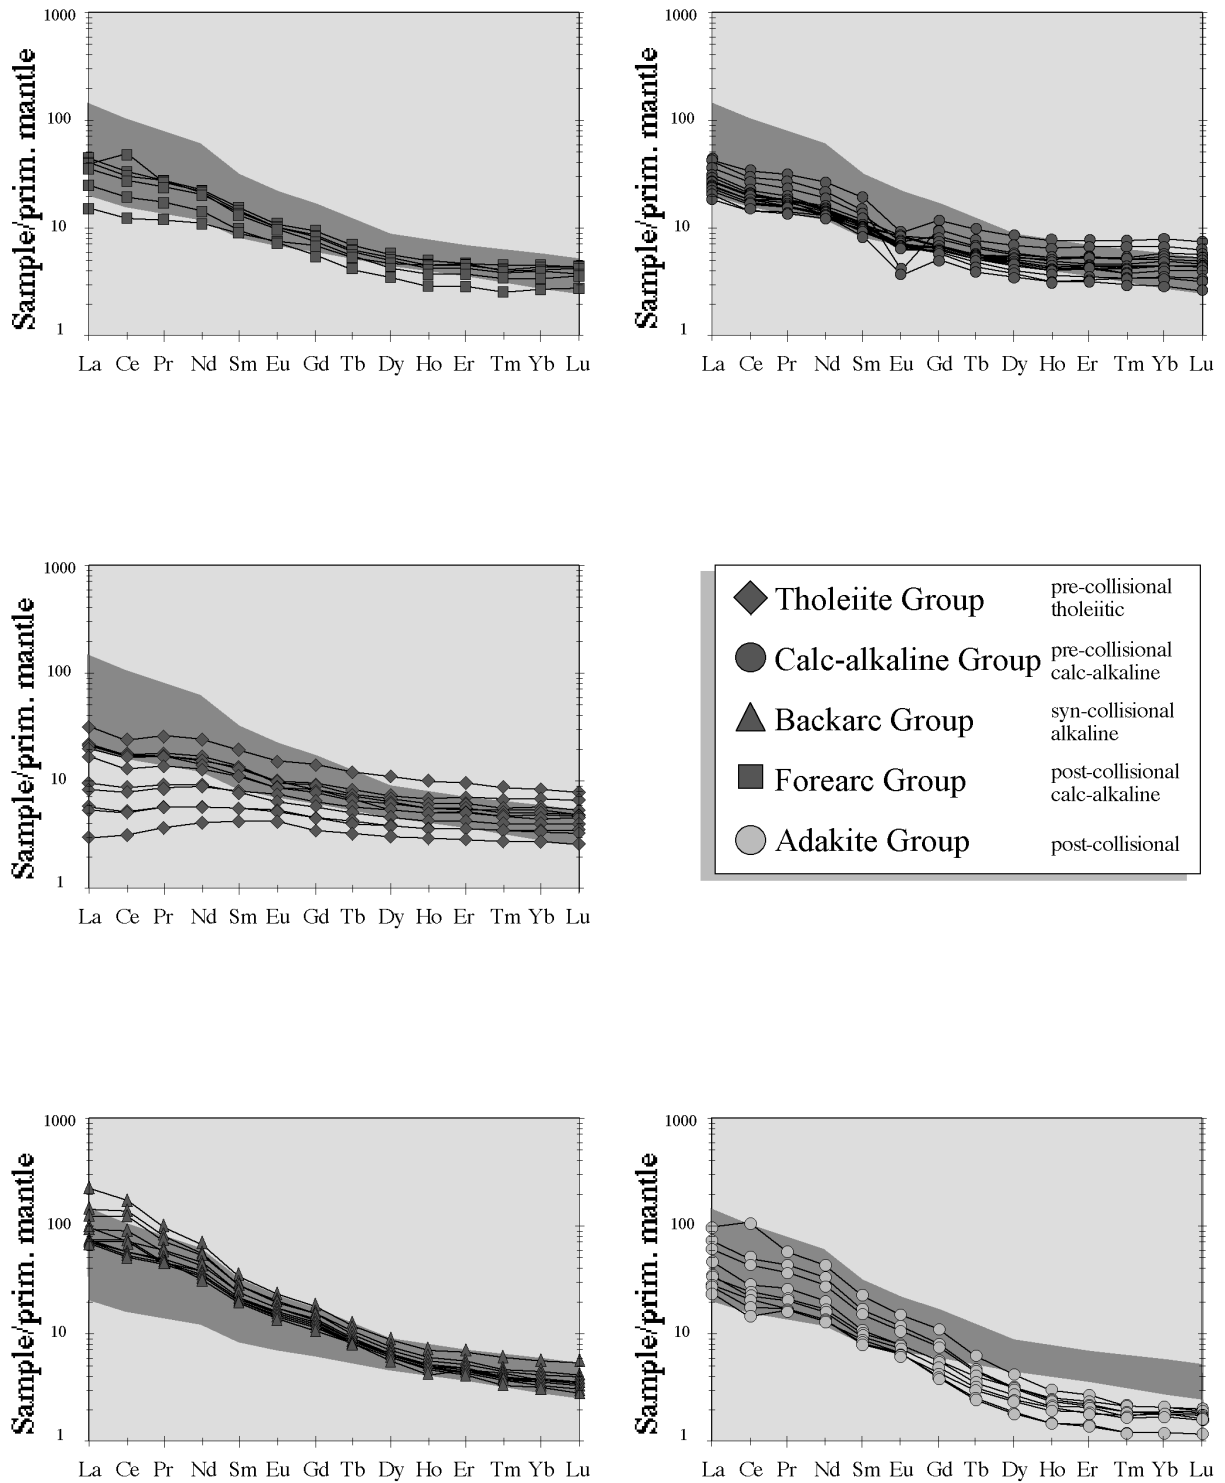 1000
100
10
1
Sample/prim. mantle
La Ce Pr Nd Sm Eu Gd Tb Dy Ho Er Tm Yb Lu
1000
100
10
1
Sample/prim. mantle
La Ce Pr Nd Sm Eu Gd Tb Dy Ho Er Tm Yb Lu
1000
100
10
1
Sample/prim. mantle
La Ce Pr Nd Sm Eu Gd Tb Dy Ho Er Tm Yb Lu
Tholeiite Group
pre-collisional
tholeiitic
Calc-alkaline Group
pre-collisional
calc-alkaline
Backarc Group
syn-collisional
alkaline
Forearc Group
post-collisional
calc-alkaline
Adakite Group
post-collisional
1000
100
10
1
Sample/prim. mantle
La Ce Pr Nd Sm Eu Gd Tb Dy Ho Er Tm Yb Lu
1000
100
10
1
Sample/prim. mantle
La Ce Pr Nd Sm Eu Gd Tb Dy Ho Er Tm Yb Lu